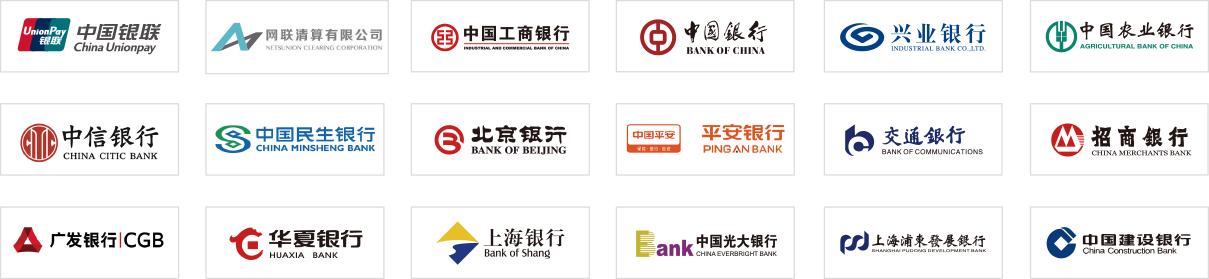 UnionPay
银联
中国银联
China Unionpay
网联清算有限公司
NETSUNION CLEARING CORPORATION
中国工商银行
INDUSTRIAL AND COMMERCIAL BANK OF CHINA
中国銀行
BANK OF CHINA
兴业银行
INDUSTRIAL BANK CO.,LTD.
中国农业银行
AGRICULTURAL BANK OF CHINA
中信银行
CHINA CITIC BANK
中国民生银行
CHINA MINSHENG BANK
北京银行
BANK OF BEIJING
中国平安
保险·银行·投资
平安银行
PINGAN BANK
交通銀行
BANK OF COMMUNICATIONS
招商银行
CHINA MERCHANTS BANK
广发银行|CGB
华夏银行
HUAXIA BANK
上海银行
Bank of Shang
Bank
中国光大银行
CHINA EVERBRIGHT BANK
上海浦東發展銀行
SHANGHAI PUDONG DEVELOPMENT BANK
中国建设银行
China Construction Bank